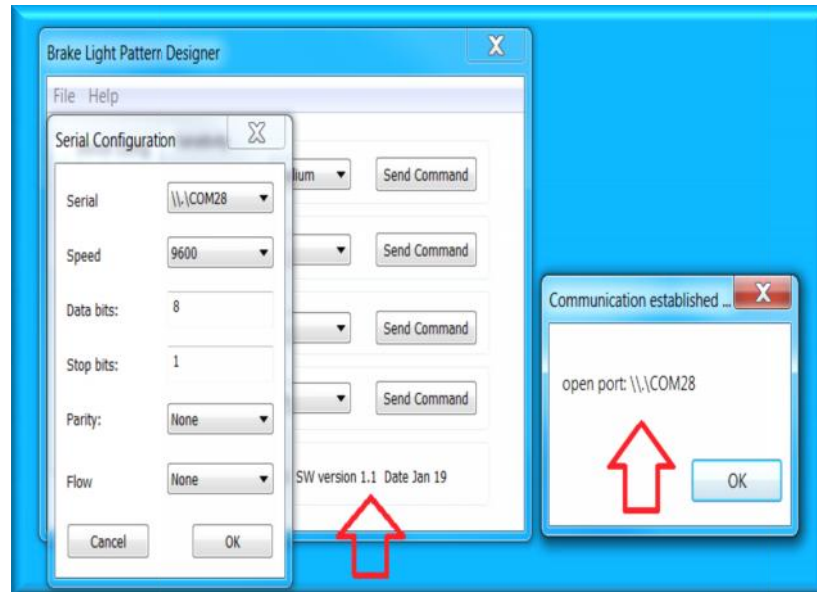 Brake Light Pattern Designer
File Help
Serial Configuration
Serial
\\.\COM28
Speed
9600
Data bits:
8
Stop bits:
1
Parity:
None
Flow
None
Cancel
OK
lium
Send Command
Send Command
Send Command
Send Command
SW version 1.1 Date Jan 19
Communication established ...
open port: \\.\COM28
OK